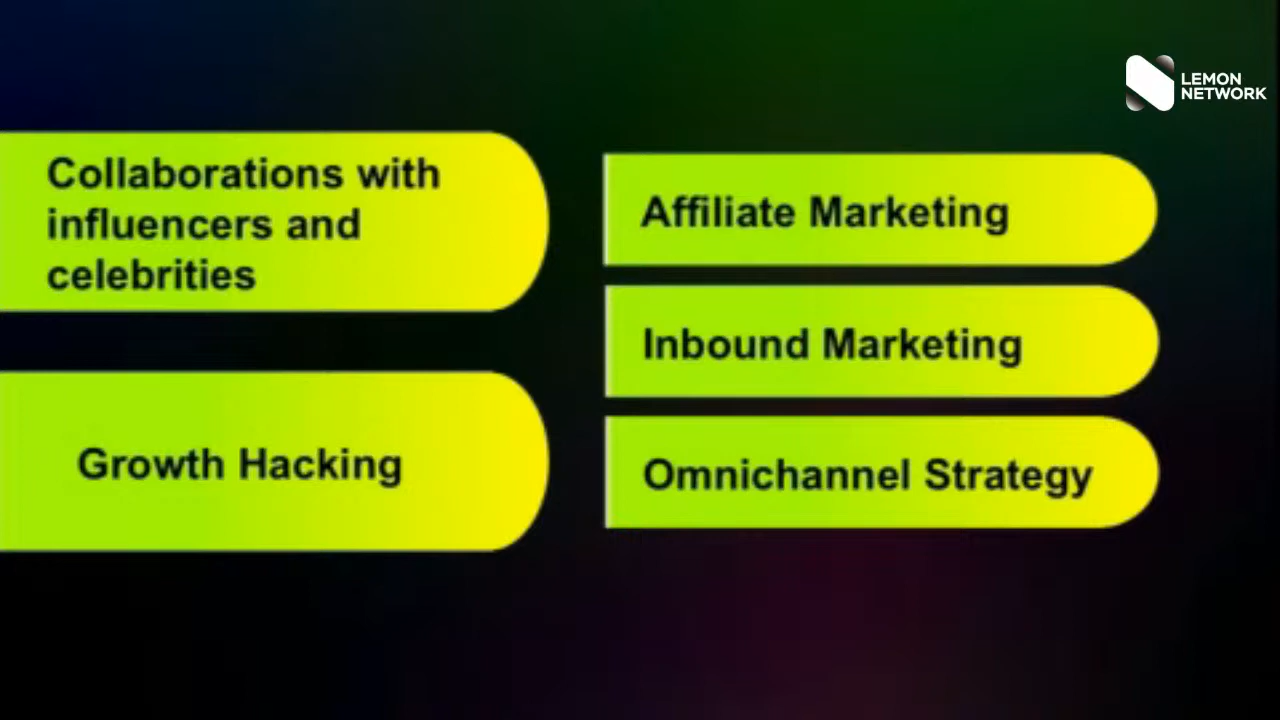 LEMON
NETWORK
Collaborations with
influencers and
celebrities
Growth Hacking
Affiliate Marketing
Inbound Marketing
Omnichannel Strategy